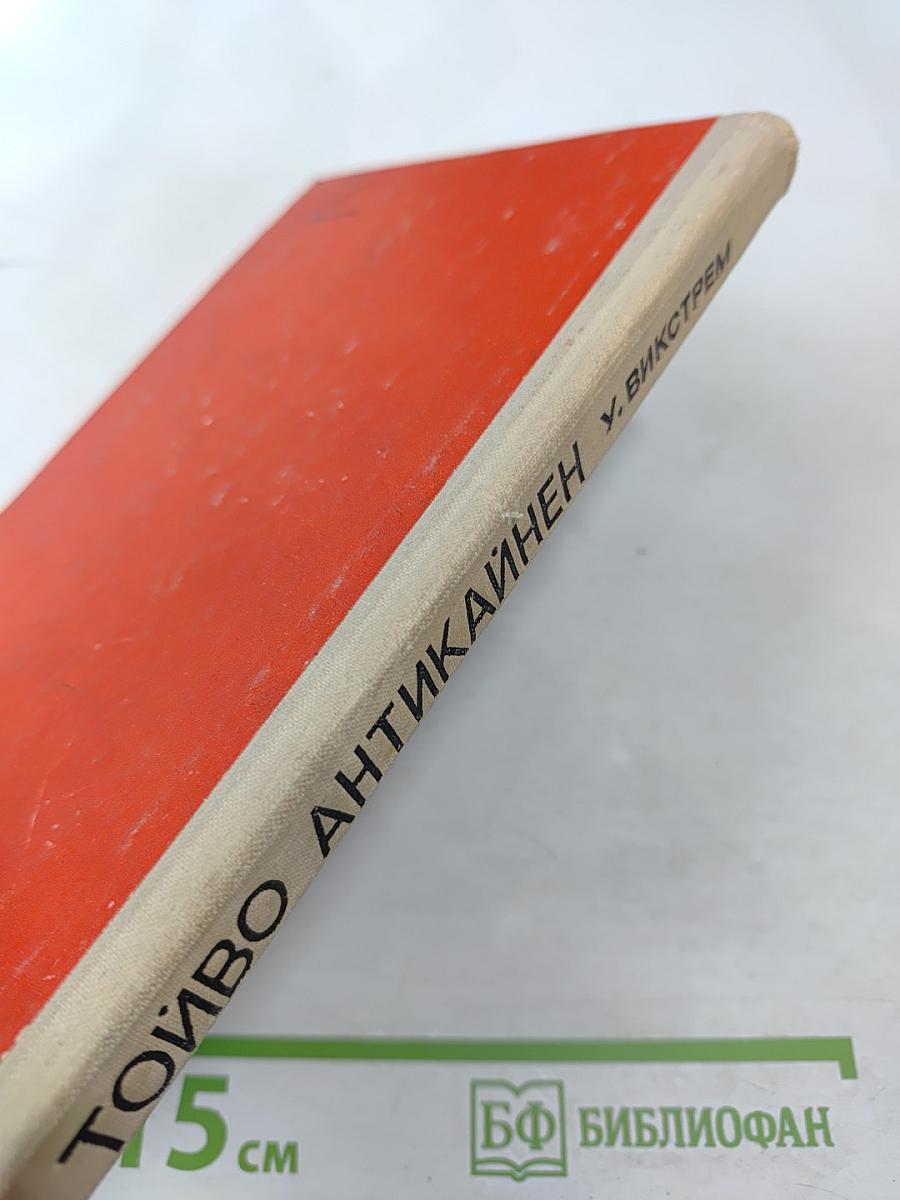 ТОЙВО АНТИКАЙНЕН У. ВИКСТРЕМ
15 см
БФ БИБЛИОФАН